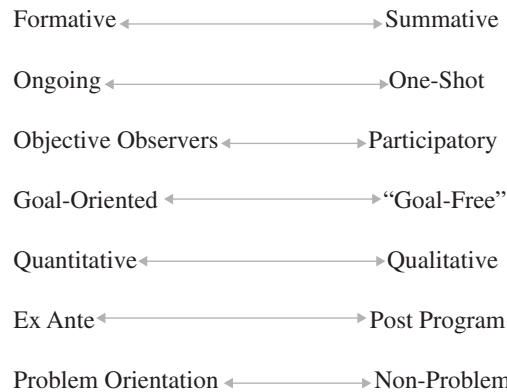 Formative Summative
Ongoing One-Shot
Objective Observers Participatory
Goal-Oriented “Goal-Free”
Quantitative Qualitative
Ex Ante Post Program
Problem Orientation Non-Problem